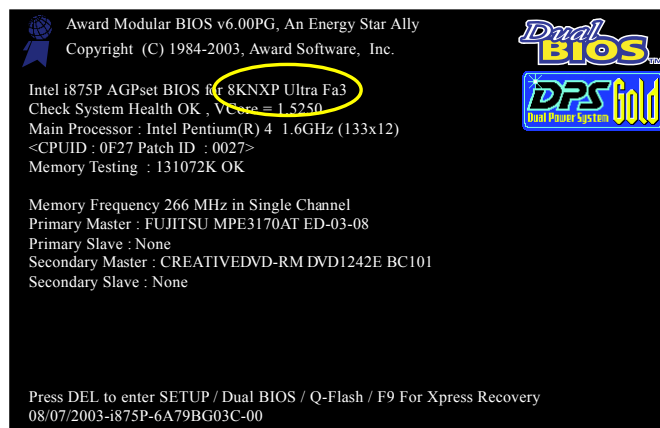 Award Modular BIOS v6.00PG, An Energy Star Ally
Copyright (C) 1984-2003, Award Software, Inc.
Dual BIOS TM
DPS Gold
Dual Power System
Intel i875P AGPset BIOS for 8KNXP Ultra Fa3
Check System Health OK , VCore = 1.5250
Main Processor : Intel Pentium(R) 4 1.6GHz (133x12)
<CPUID : 0F27 Patch ID : 0027>
Memory Testing : 131072K OK
Memory Frequency 266 MHz in Single Channel
Primary Master : FUJITSU MPE3170AT ED-03-08
Primary Slave : None
Secondary Master : CREATIVEDVD-RM DVD1242E BC101
Secondary Slave : None
Press DEL to enter SETUP / Dual BIOS / Q-Flash / F9 For Xpress Recovery
08/07/2003-i875P-6A79BG03C-00